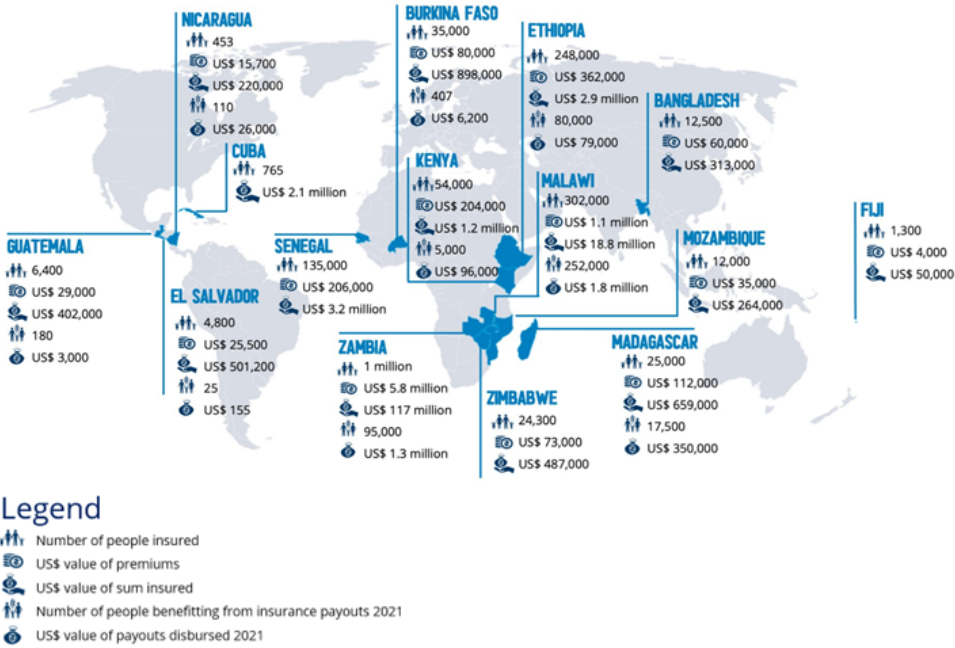 NICARAGUA
453
US$ 15,700
US$ 220,000
110
US$ 26,000
CUBA
765
US$ 2.1 million
BURKINA FASO
35,000
US$ 80,000
US$ 898,000
407
US$ 6,200
ETHIOPIA
248,000
US$ 362,000
US$ 2.9 million
80,000
US$ 79,000
BANGLADESH
12,500
US$ 60,000
US$ 313,000
KENYA
54,000
US$ 204,000
US$ 1.2 million
5,000
US$ 96,000
MALAWI
302,000
US$ 1.1 million
US$ 18.8 million
252,000
US$ 1.8 million
FIJI
1,300
US$ 4,000
US$ 50,000
GUATEMALA
6,400
US$ 29,000
US$ 402,000
180
US$ 3,000
EL SALVADOR
4,800
US$ 25,500
US$ 501,200
25
US$ 155
SENEGAL
135,000
US$ 206,000
US$ 3.2 million
MOZAMBIQUE
12,000
US$ 35,000
US$ 264,000
ZAMBIA
1 million
US$ 5.8 million
US$ 117 million
95,000
US$ 1.3 million
ZIMBABWE
24,300
US$ 73,000
US$ 487,000
MADAGASCAR
25,000
US$ 112,000
US$ 659,000
17,500
US$ 350,000
Legend
Number of people insured
US$ value of premiums
US$ value of sum insured
Number of people benefitting from insurance payouts 2021
US$ value of payouts disbursed 2021